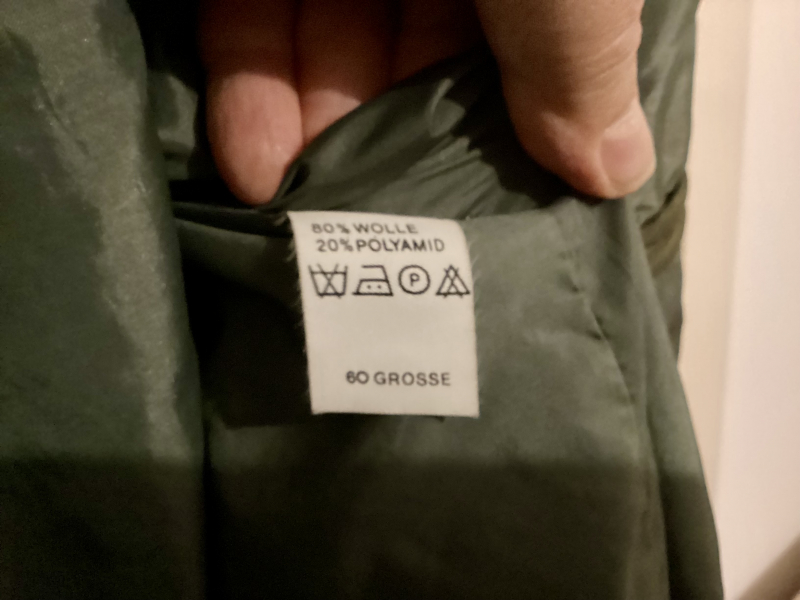 80% WOLLE
20% POLYAMID
P
60 GROSSE